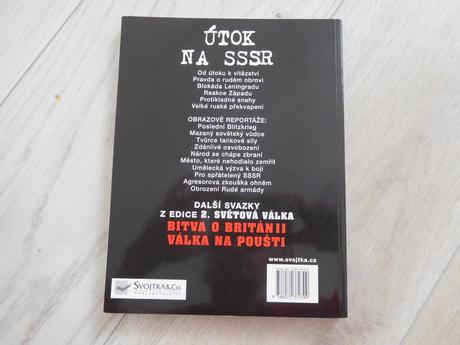 ÚTOK
NA SSSR
Od útoku k vítězství
Pravda o rudém obrovi
Blokáda Leningradu
Reakce Západu
Protikladné snahy
Velké ruské překvapení
OBRAZOVÉ REPORTÁŽE:
Poslední Blitzkrieg
Mazaný sovětský vůdce
Tvůrce tankové síly
Zdánlivé osvobození
Národ se chápe zbraní
Město, které nehodlalo zemřít
Umělecká výzva k boji
Pro spřátelený SSSR
Agresorova zkouška ohněm
Obrození Rudé armády
DALŠÍ SVAZKY
Z EDICE 2. SVĚTOVÁ VÁLKA
BITVA O BRITÁNII
VÁLKA NA POUŠTI
www.svojtka.cz
SVOJTKA&CO.
NAKLADATELSTVÍ